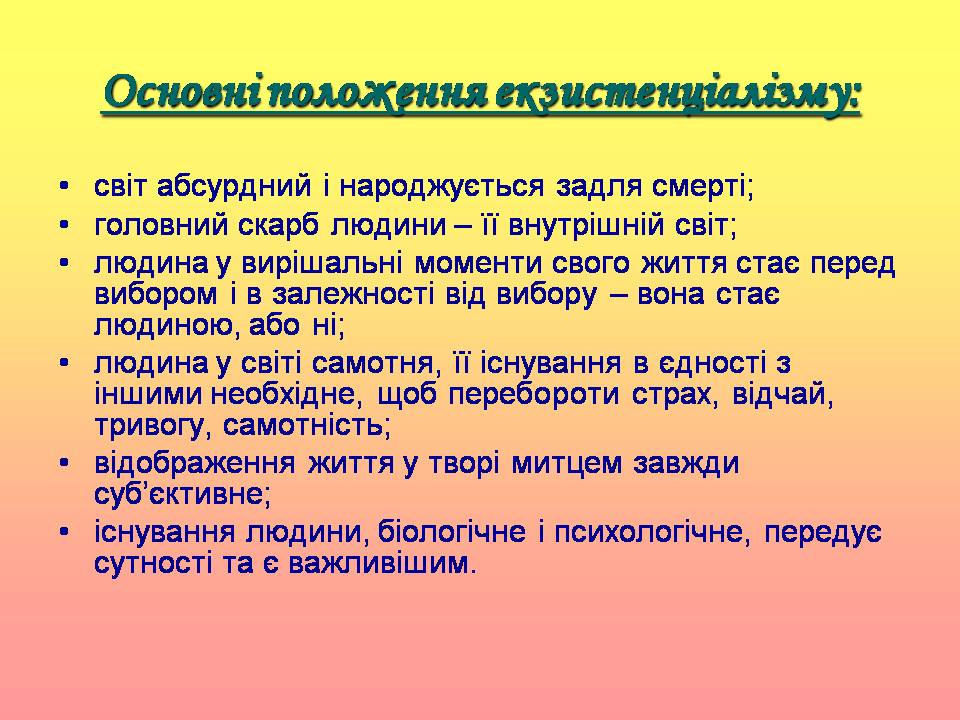 Основні положення екзистенціалізму:
• світ абсурдний і народжується задля смерті;
• головний скарб людини – її внутрішній світ;
• людина у вирішальні моменти свого життя стає перед
вибором і в залежності від вибору – вона стає
людиною, або ні;
• людина у світі самотня, її існування в єдності з
іншими необхідне, щоб перебороти страх, відчай,
тривогу, самотність;
• відображення життя у творі митцем завжди
суб’єктивне;
• існування людини, біологічне і психологічне, передує
сутності та є важливішим.